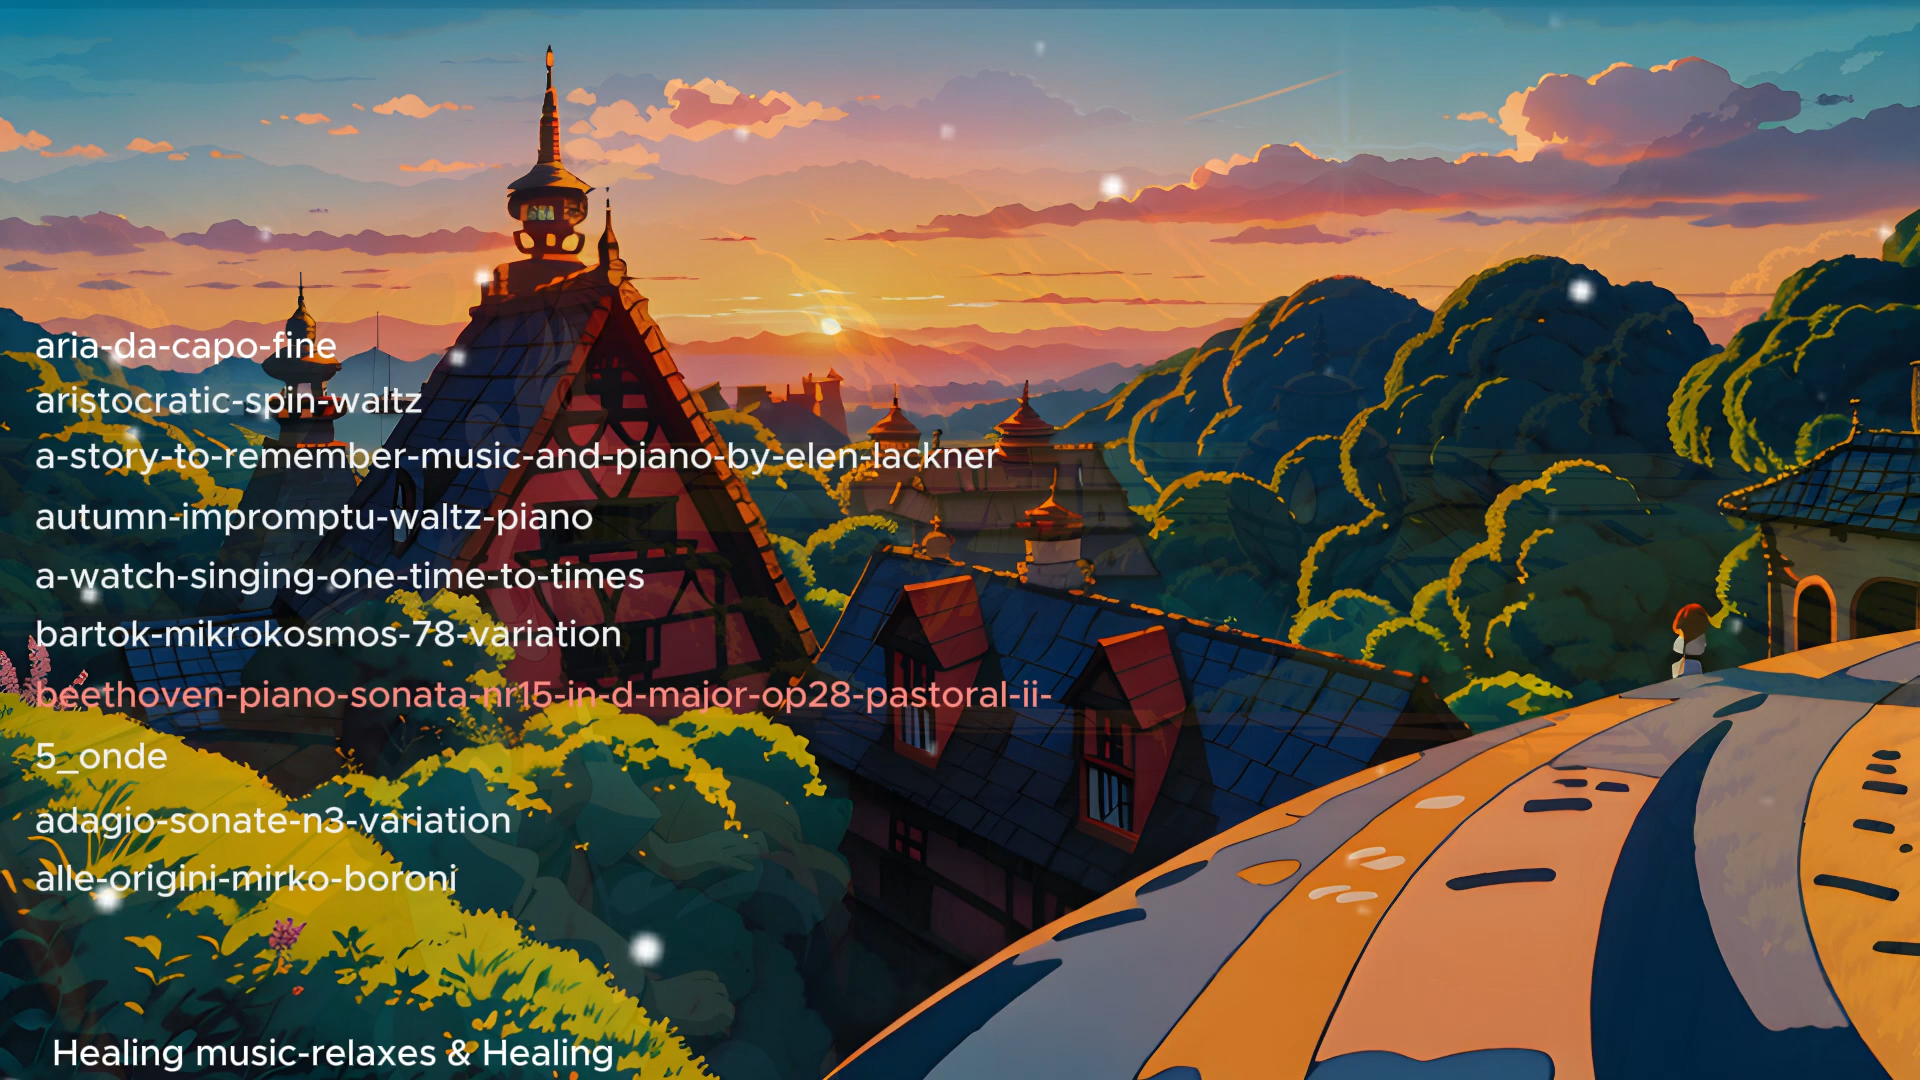 aria-da-capo-fine
aristocratic-spin-waltz
a-story-to-remember-music-and-piano-by-elen-lackner
autumn-impromptu-waltz-piano
a-watch-singing-one-time-to-times
bartok-mikrokosmos-78-variation
beethoven-piano-sonata-nr15-in-d-major-op28-pastoral-ii-
5_onde
adagio-sonate-n3-variation
alle-origini-mirko-boroni
Healing music-relaxes & Healing